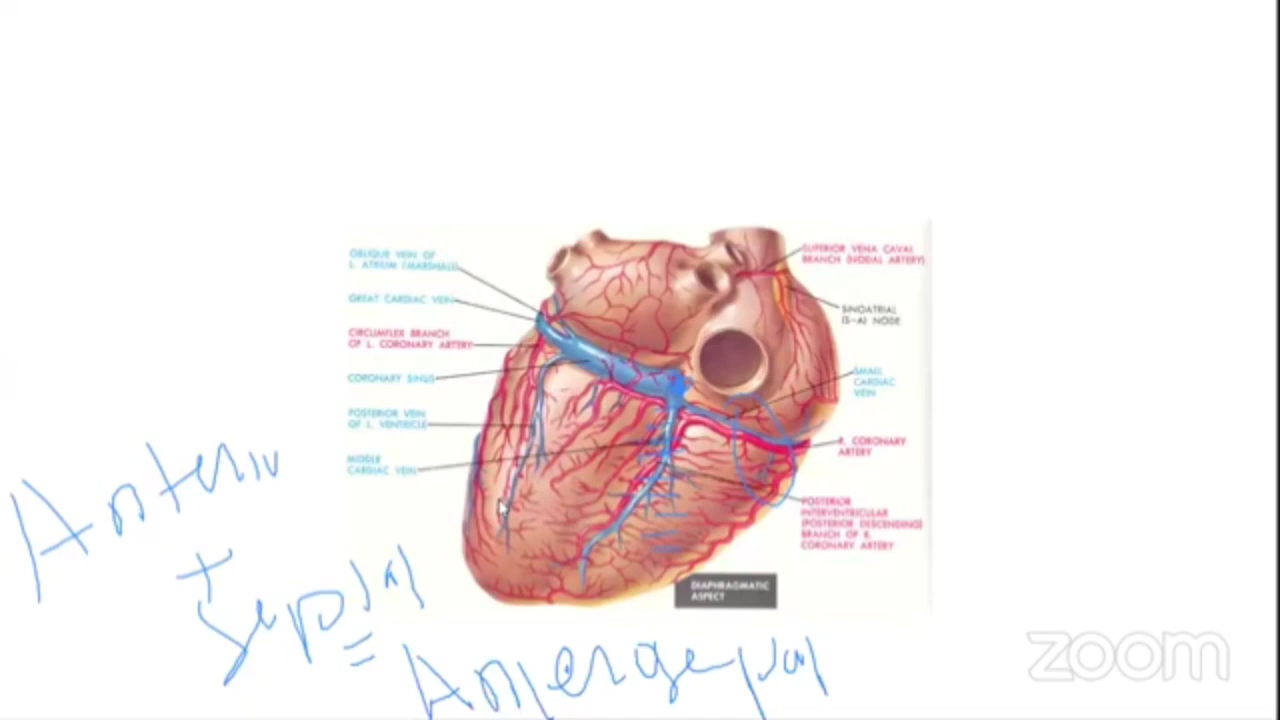 OBLIQUE VEIN OF
L. ATRIUM (MARSHALL)
GREAT CARDIAC VEIN
CIRCUMFLEX BRANCH
OF L. CORONARY ARTERY
CORONARY SINUS
POSTERIOR VEIN
OF L. VENTRICLE
MIDDLE
CARDIAC VEIN
SUPERIOR VENA CAVAL
BRANCH (NODAL ARTERY)
SINOATRIAL
(S-A) NODE
SMALL
CARDIAC
VEIN
R. CORONARY
ARTERY
POSTERIOR
INTERVENTRICULAR
(POSTERIOR DESCENDING)
BRANCH OF R.
CORONARY ARTERY
DIAPHRAGMATIC
ASPECT
+
Septal
=
zoom